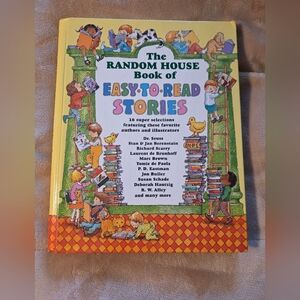 The
RANDOM HOUSE
Book of
EASY-TO-READ
STORIES
16 super selections
featuring these favorite
authors and illustrators
Dr. Seuss
Stan & Jan Berenstain
Richard Scarry
Laurent de Brunhoff
Marc Brown
Tomie de Paola
P. D. Eastman
Jon Buller
Susan Schade
Deborah Hautzig
R. W. Alley
and many more